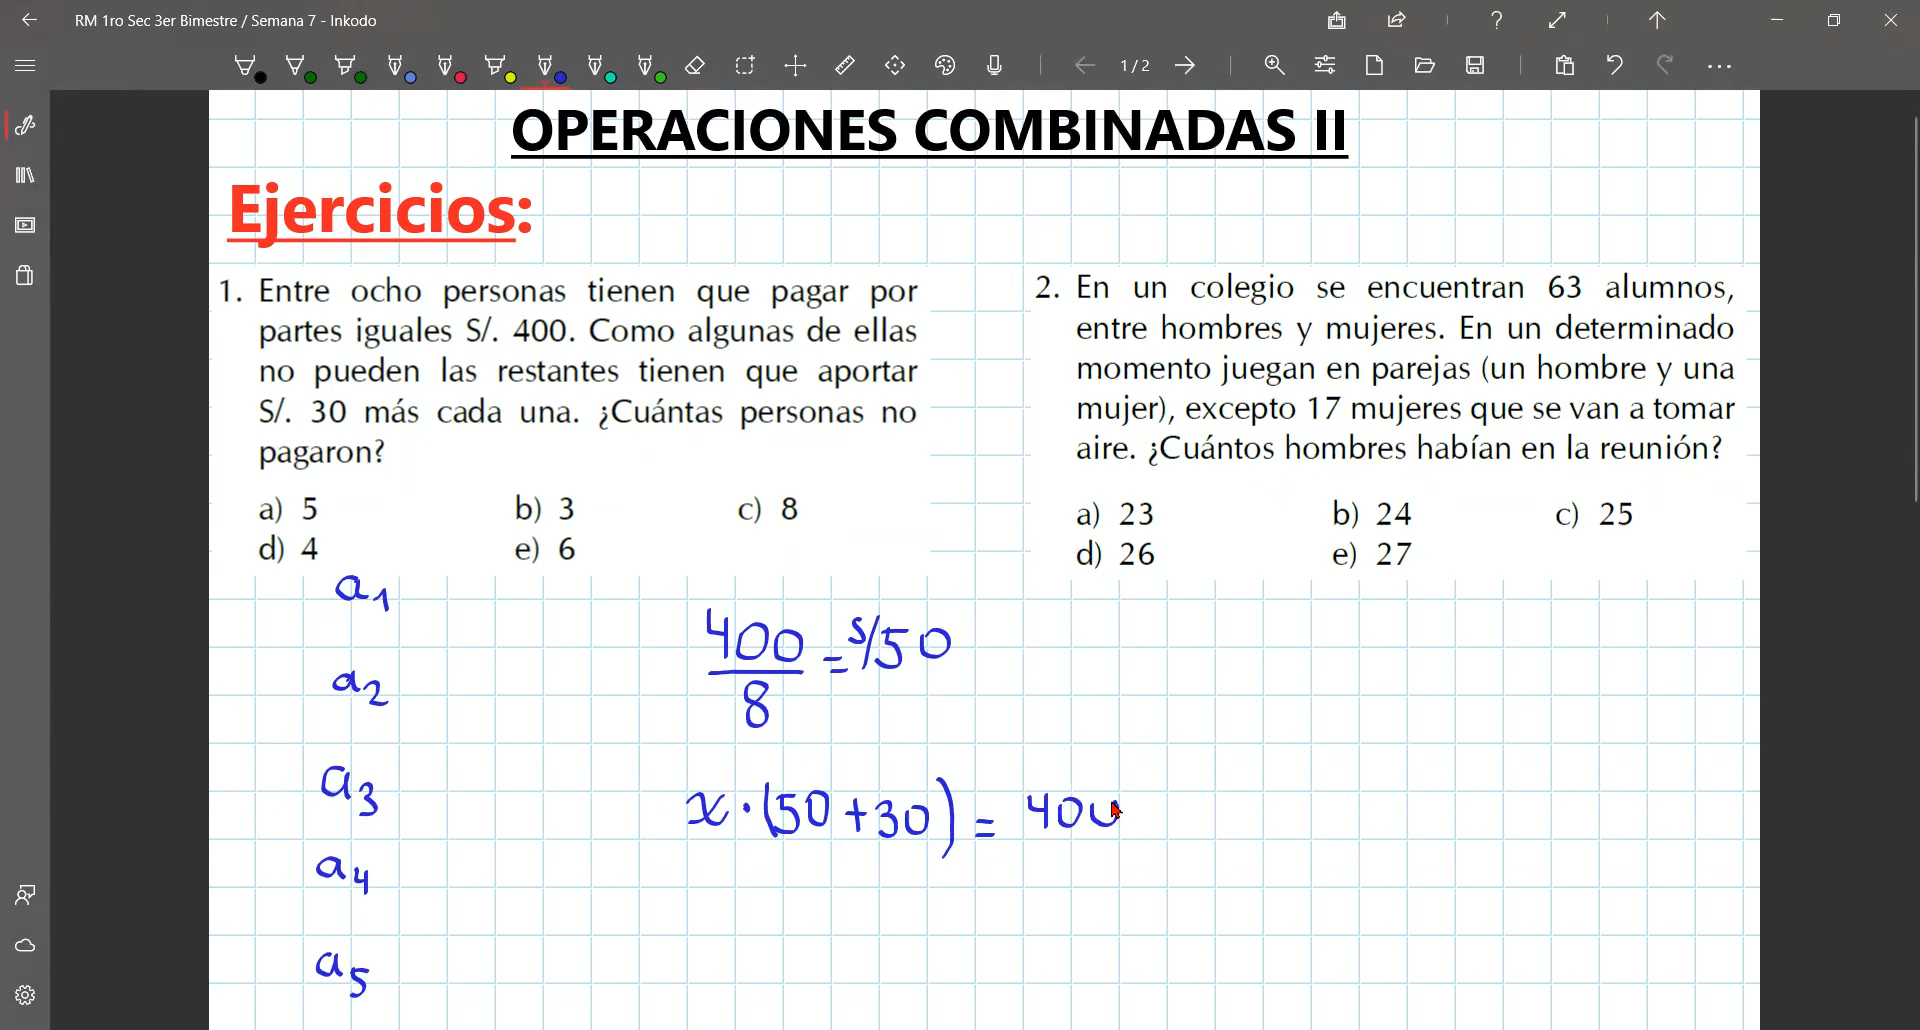 RM 1ro Sec 3er Bimestre / Semana 7 - Inkodo
1 / 2
OPERACIONES COMBINADAS II
Ejercicios:
1. Entre ocho personas tienen que pagar por
partes iguales S/. 400. Como algunas de ellas
no pueden las restantes tienen que aportar
S/. 30 más cada una. ¿Cuántas personas no
pagaron?
a) 5 b) 3 c) 8
d) 4 e) 6
2. En un colegio se encuentran 63 alumnos,
entre hombres y mujeres. En un determinado
momento juegan en parejas (un hombre y una
mujer), excepto 17 mujeres que se van a tomar
aire. ¿Cuántos hombres habían en la reunión?
a) 23 b) 24 c) 25
d) 26 e) 27
a1
a2
a3
a4
a5
400
8
= S/50
x·(50+30) = 400